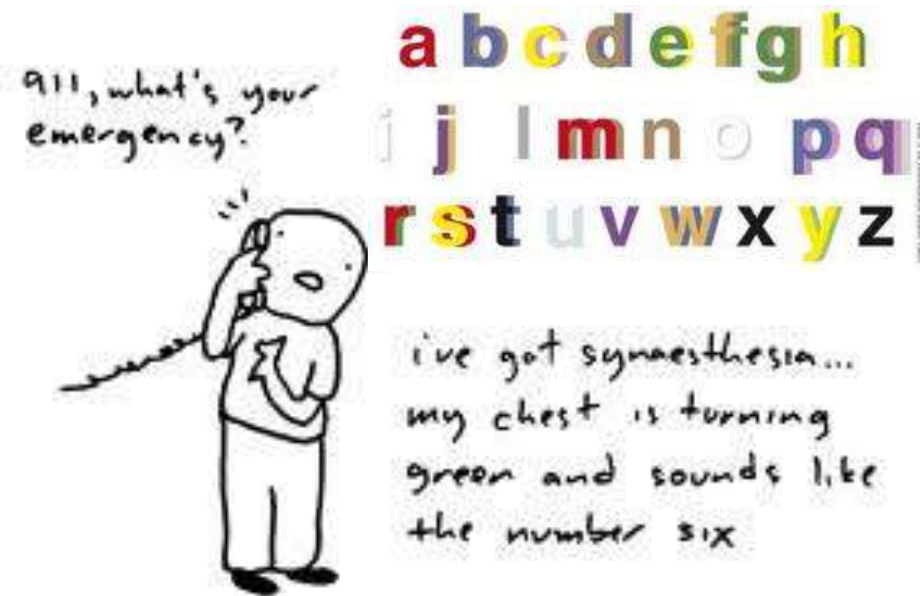 911, what's your
emergency?
a b c d e f g h
i j l m n o p q
r s t u v w x y z
i've got synaesthesia...
my chest is turning
green and sounds like
the number six